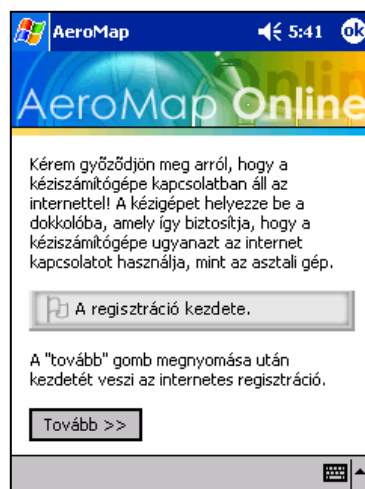 AeroMap 5:41 ok
AeroMap Online
Kérem győződjön meg arról, hogy a
kéziszámítógépe kapcsolatban áll az
internettel! A kézigépet helyezze be a
dokkolóba, amely így biztosítja, hogy a
kéziszámítógépe ugyanazt az internet
kapcsolatot használja, mint az asztali gép.
A regisztráció kezdete.
A "tovább" gomb megnyomása után
kezdetét veszi az internetes regisztráció.
Tovább >>